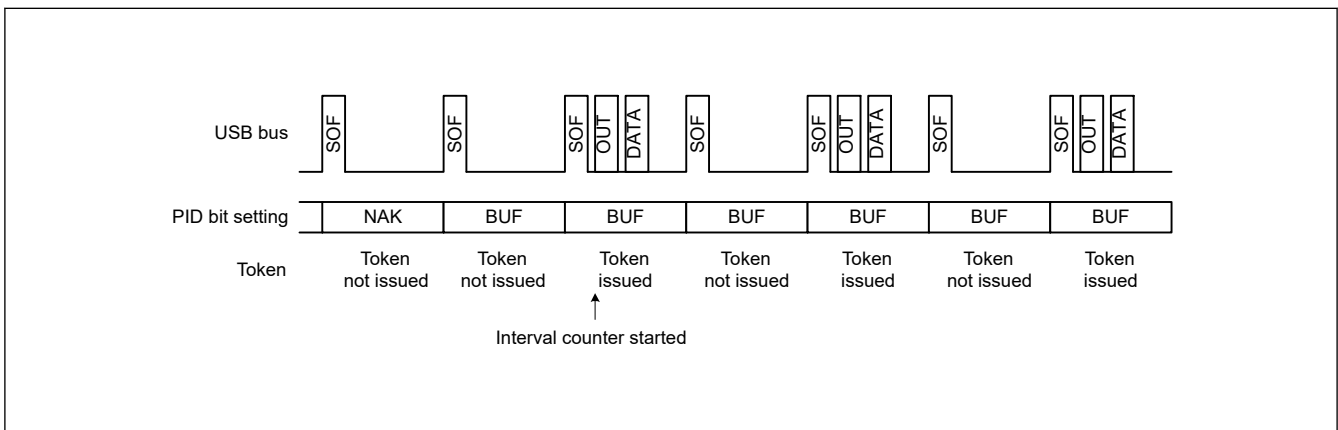 USB bus SOF SOF SOF OUT DATA SOF SOF OUT DATA SOF SOF OUT DATA
PID bit setting NAK BUF BUF BUF BUF BUF BUF
Token Token not issued Token not issued Token issued Token not issued Token issued Token not issued Token issued
Interval counter started